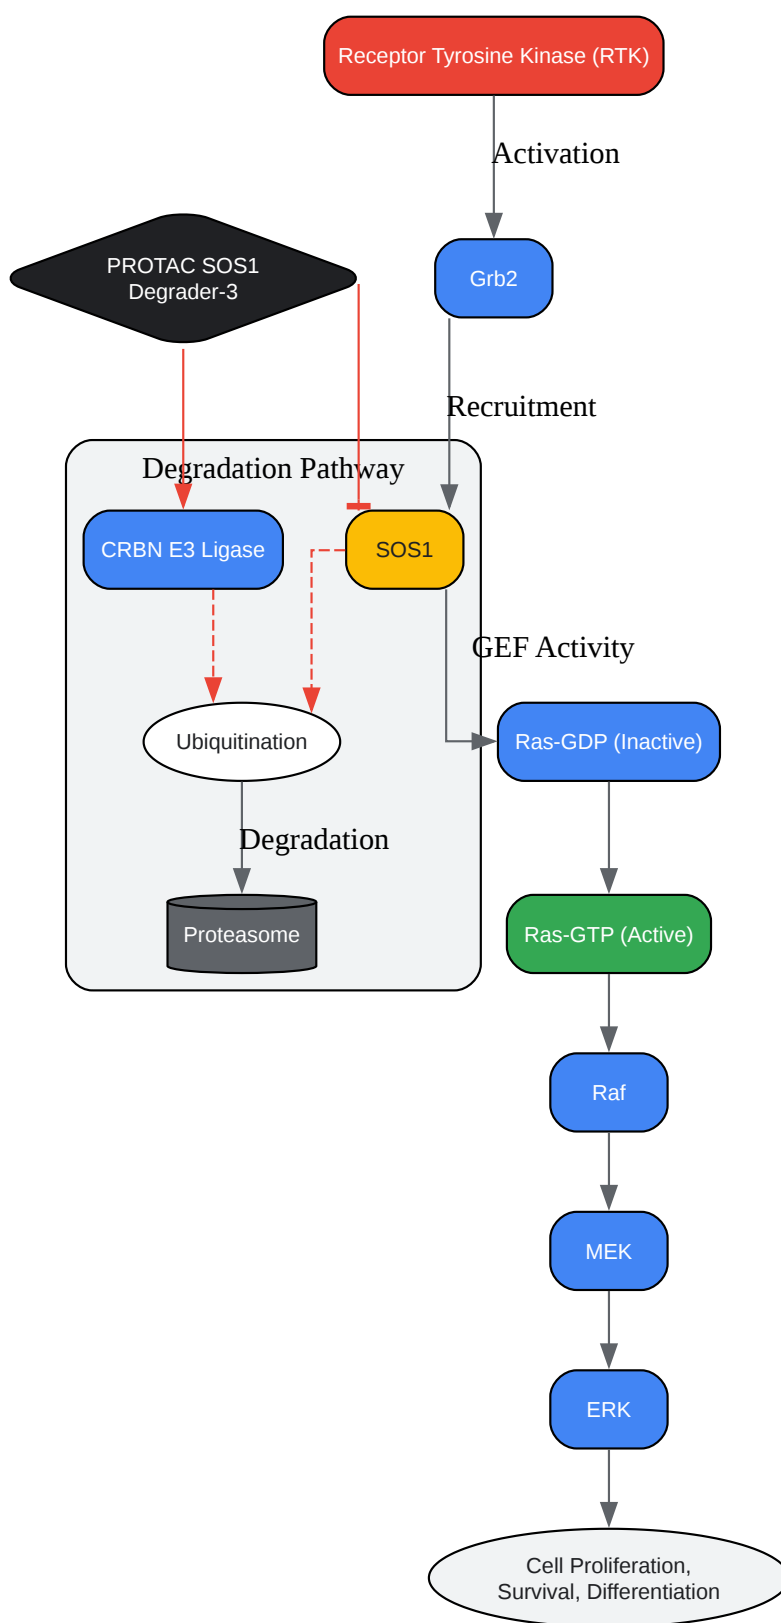 Receptor Tyrosine Kinase (RTK)
Activation
PROTAC SOS1
Degrader-3
Grb2
Recruitment
Degradation Pathway
CRBN E3 Ligase
SOS1
GEF Activity
Ubiquitination
Ras-GDP (Inactive)
Degradation
Proteasome
Ras-GTP (Active)
Raf
MEK
ERK
Cell Proliferation,
Survival, Differentiation